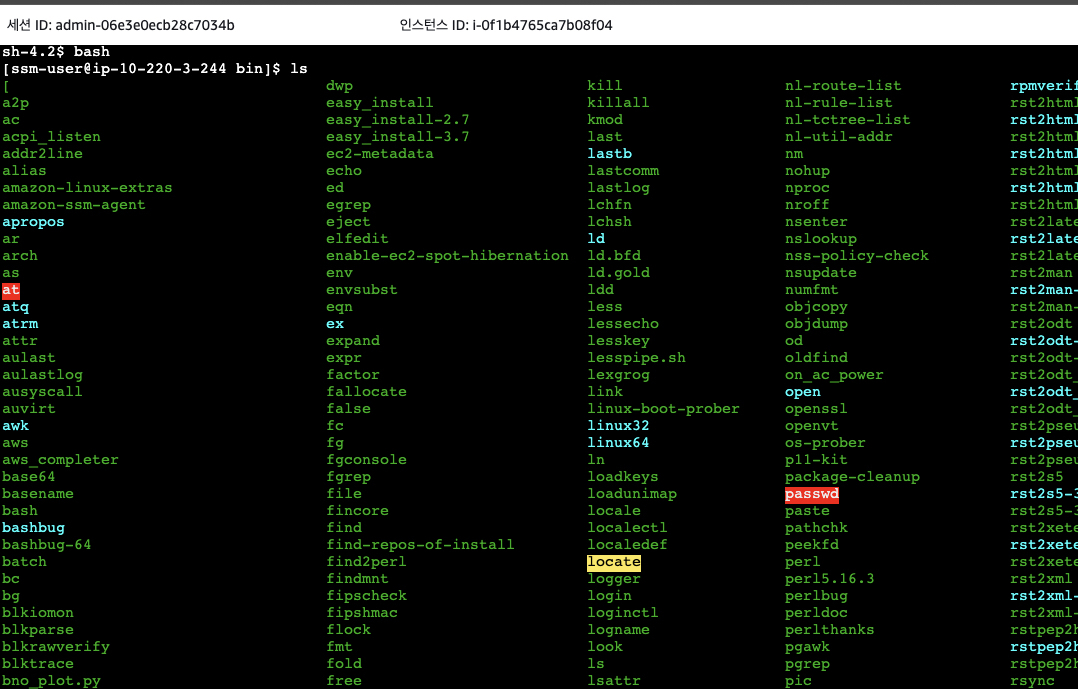 세션 ID: admin-06e3e0ecb28c7034b 인스턴스 ID: i-0f1b4765ca7b08f04
sh-4.2$ bash
[ssm-user@ip-10-220-3-244 bin]$ ls
[ dwp kill nl-route-list rpmverif
a2p easy_install killall nl-rule-list rst2html
ac easy_install-2.7 kmod nl-tctree-list rst2html
acpi_listen easy_install-3.7 last nl-util-addr rst2html
addr2line ec2-metadata lastb nm rst2html
alias echo lastcomm nohup rst2html
amazon-linux-extras ed lastlog nproc rst2html
amazon-ssm-agent egrep lchfn nroff rst2html
apropos eject lchsh nsenter rst2late
ar elfedit ld nslookup rst2late
arch enable-ec2-spot-hibernation ld.bfd nss-policy-check rst2late
as env ld.gold nsupdate rst2man
at envsubst ldd numfmt rst2man-
atq eqn less objcopy rst2man-
atrm ex lessecho objdump rst2odt
attr expand lesskey od rst2odt-
aulast expr lesspipe.sh oldfind rst2odt-
aulastlog factor lexgrog on_ac_power rst2odt_
ausyscall fallocate link open rst2odt_
auvirt false linux-boot-prober openssl rst2odt_
awk fc linux32 openvt rst2pseu
aws fg linux64 os-prober rst2pseu
aws_completer fgconsole ln p11-kit rst2pseu
base64 fgrep loadkeys package-cleanup rst2s5
basename file loadunimap passwd rst2s5-3
bash fincore locale paste rst2s5-3
bashbug find localectl pathchk rst2xete
bashbug-64 find-repos-of-install localedef peekfd rst2xete
batch find2perl locate perl rst2xete
bc findmnt logger perl5.16.3 rst2xml
bg fipscheck login perlbug rst2xml-
blkiomon fipshmac loginctl perldoc rst2xml-
blkparse flock logname perlthanks rstpep2h
blkrawverify fmt look pgawk rstpep2h
blktrace fold ls pgrep rstpep2h
bno_plot.py free lsattr pic rsync